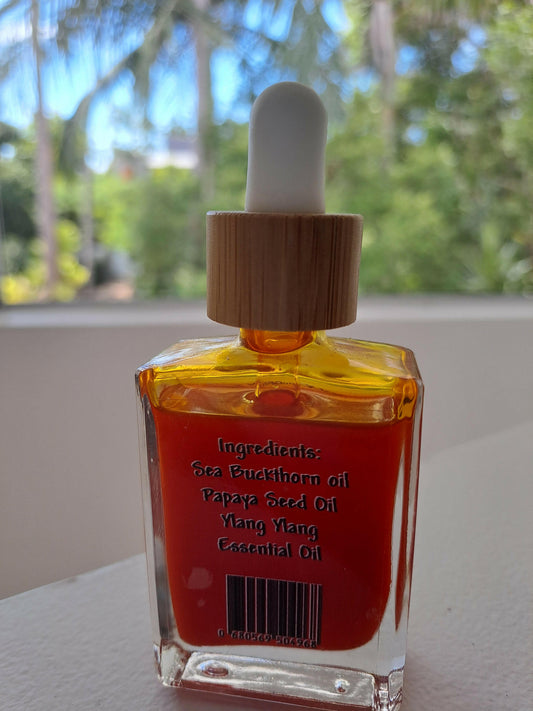 Ingredients:
Sea Buckthorn oil
Papaya Seed Oil
Ylang Ylang
Essential Oil